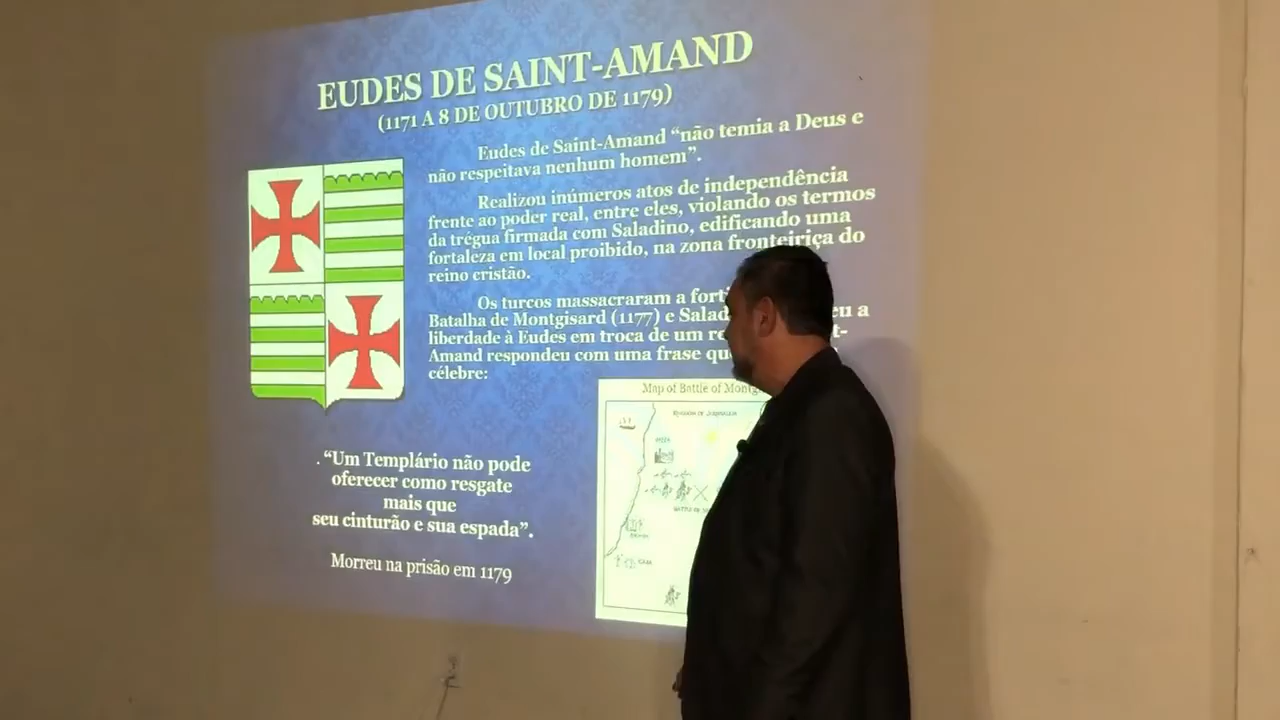 EUDES DE SAINT-AMAND
(1171 A 8 DE OUTUBRO DE 1179)
Eudes de Saint-Amand “não temia a Deus e
não respeitava nenhum homem”.
Realizou inúmeros atos de independência
frente ao poder real, entre eles, violando os termos
da trégua firmada com Saladino, edificando uma
fortaleza em local proibido, na zona fronteiriça do
reino cristão.
Os turcos massacraram a
Batalha de Montgisard (1177) e a
liberdade à Eudes em troca de um
Amand respondeu com uma frase
célebre:
Map of Battle of
. “Um Templário não pode
oferecer como resgate
mais que
seu cinturão e sua espada”.
Morreu na prisão em 1179